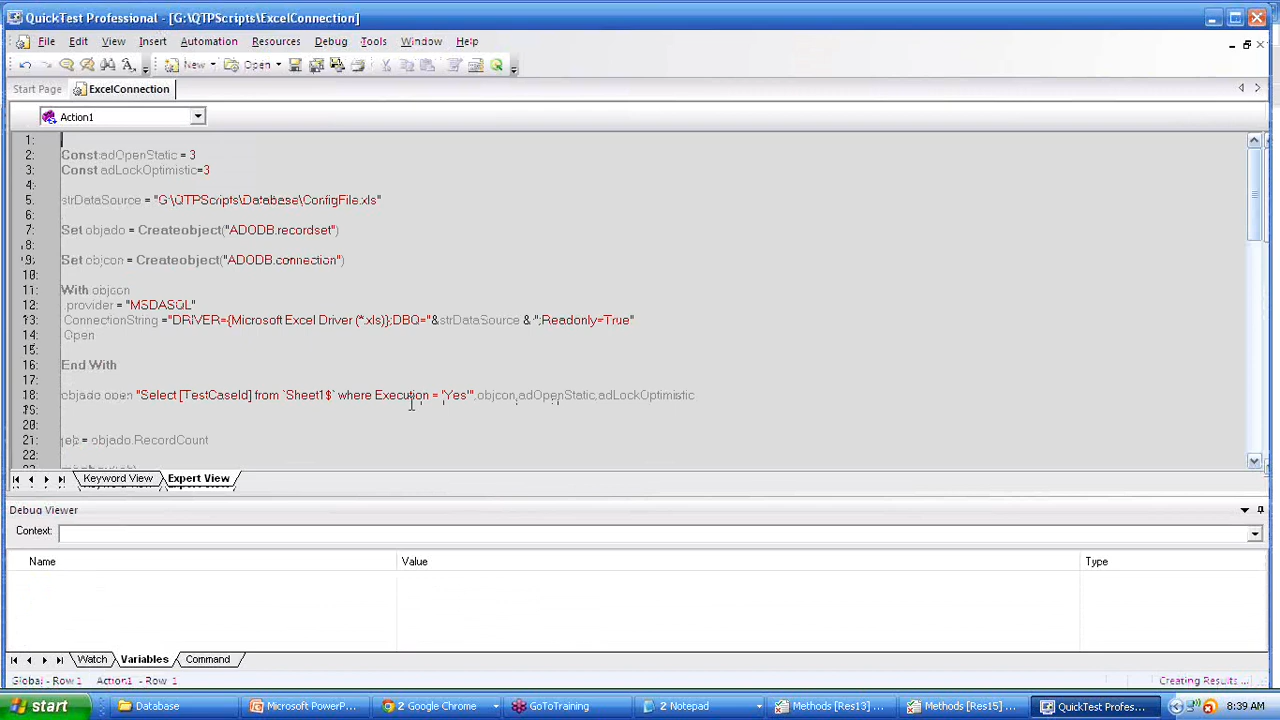 QuickTest Professional - [G:\QTPScripts\ExcelConnection]
File Edit View Insert Automation Resources Debug Tools Window Help
New Open
Start Page ExcelConnection
Action1
1:
2: Const adOpenStatic = 3
3: Const adLockOptimistic=3
4:
5: strDataSource = "G:\QTPScripts\Database\ConfigFile.xls"
6:
7: Set objado = Createobject("ADODB.recordset")
8:
9: Set objcon = Createobject("ADODB.connection")
10:
11: With objcon
12: .provider = "MSDASQL"
13: .ConnectionString ="DRIVER={Microsoft Excel Driver (*.xls)};DBQ="&strDataSource & ";Readonly=True"
14: .Open
15:
16: End With
17:
18: objado.open "Select [TestCaseId] from `Sheet1$` where Execution = 'Yes'",objcon,adOpenStatic,adLockOptimistic
19:
20:
21: = objado.RecordCount
22:
Keyword View Expert View
Debug Viewer
Context:
Name Value Type
Watch Variables Command
Global - Row 1 Action1 - Row 1 Creating Results ...
start Database Microsoft PowerP... 2 Google Chrome GoToTraining 2 Notepad Methods [Res13] ... Methods [Res15] ... QuickTest Profes... 8:39 AM